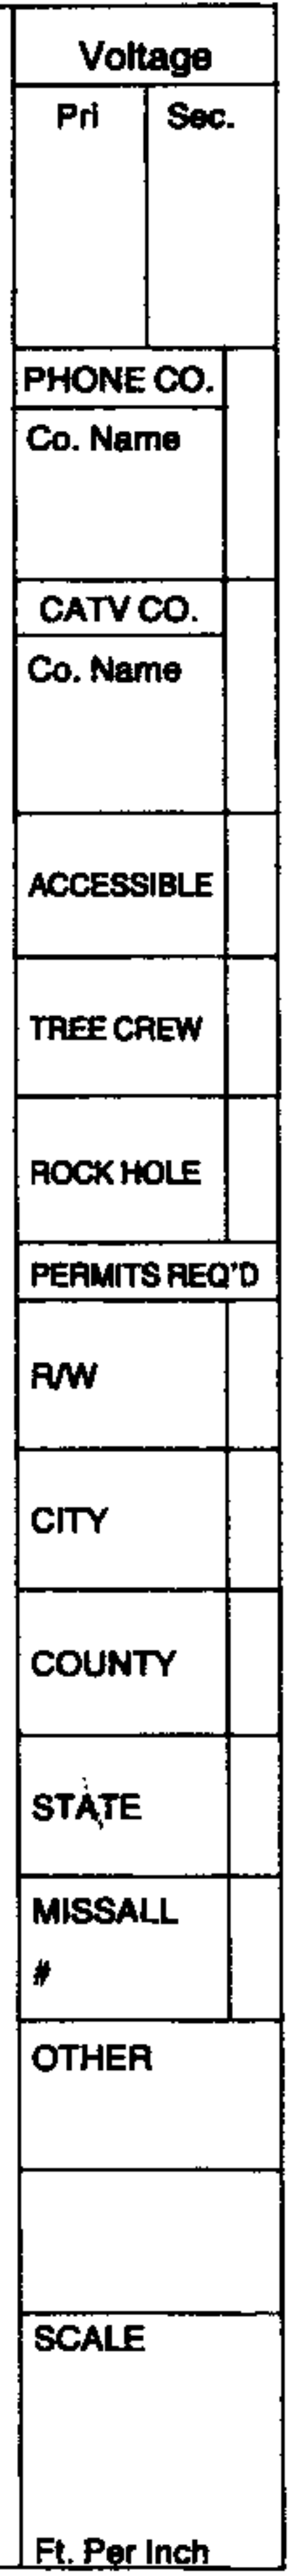 Voltage
Pri Sec.
PHONE CO.
Co. Name
CATV CO.
Co. Name
ACCESSIBLE
TREE CREW
ROCK HOLE
PERMITS REQ'D
R/W
CITY
COUNTY
STATE
MISSALL
#
OTHER
SCALE
Ft. Per Inch